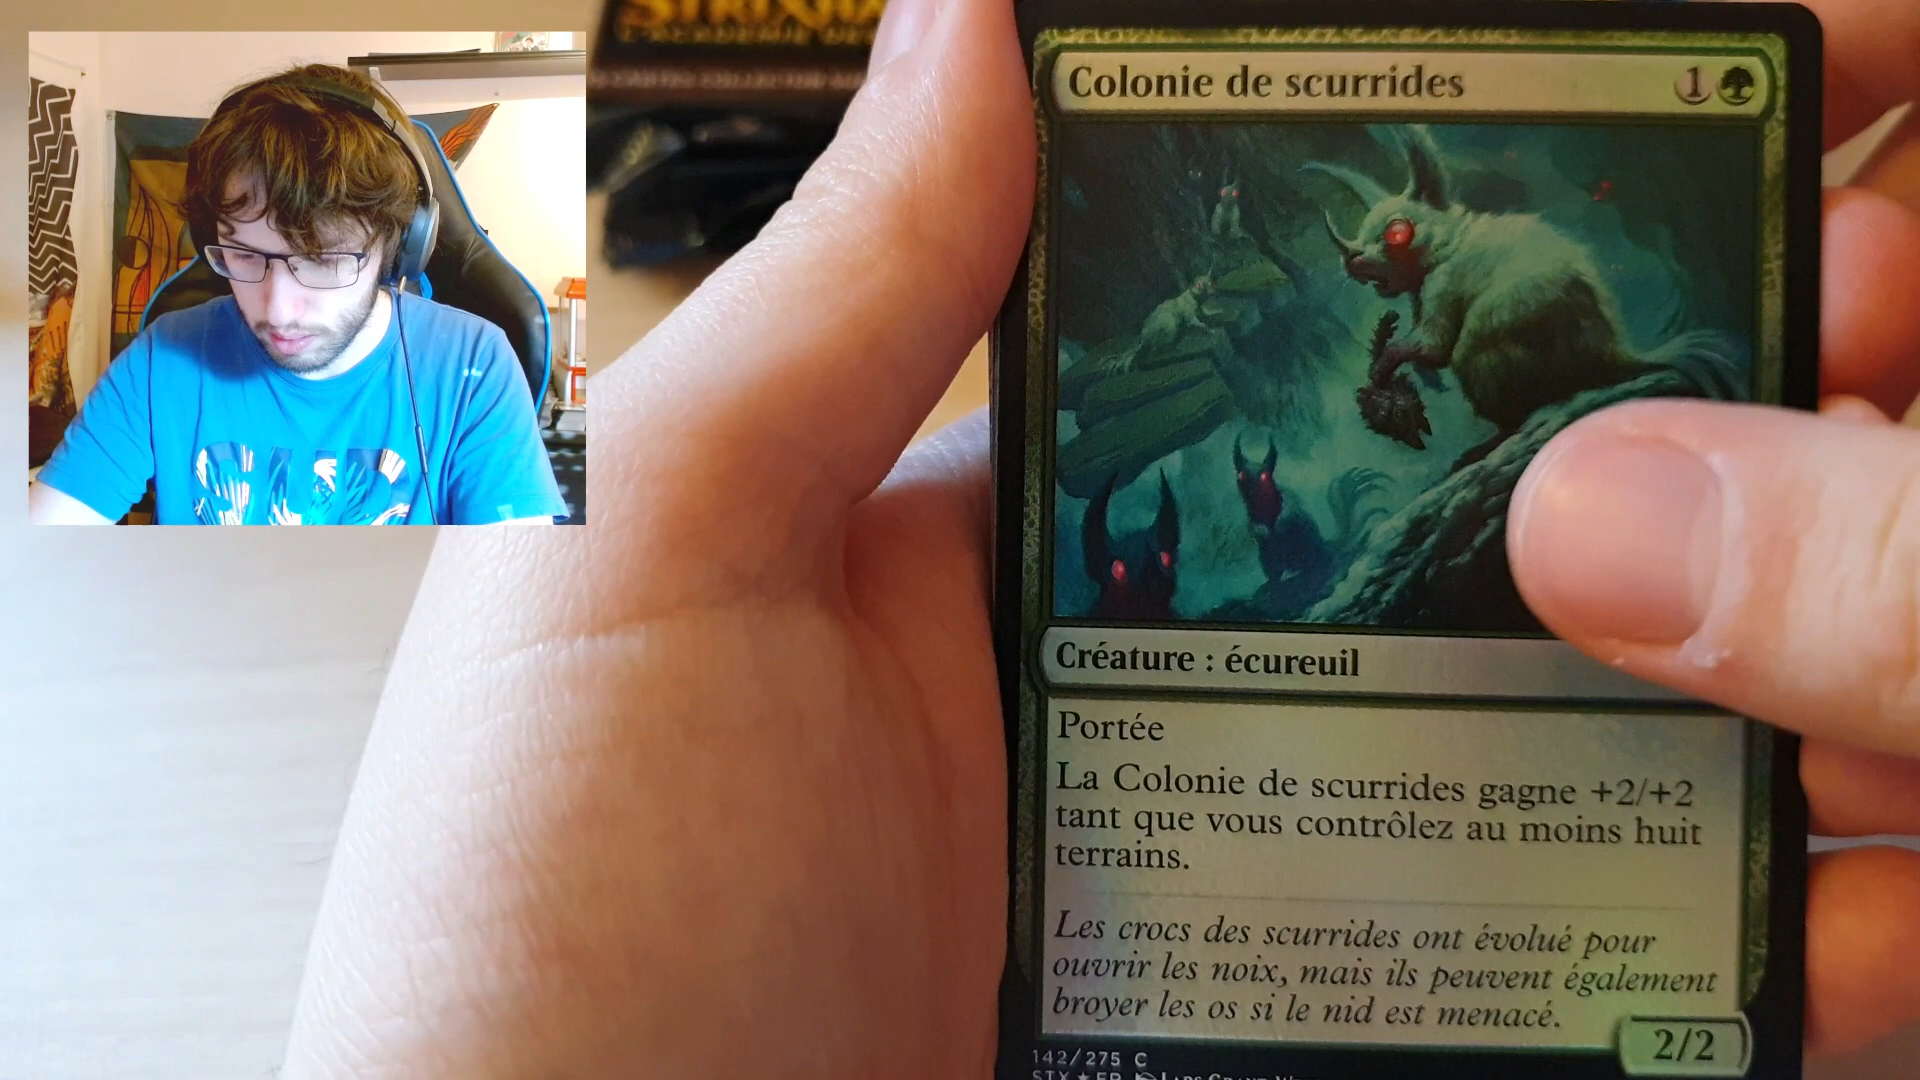 Colonie de scurrides 1
Créature : écureuil
Portée
La Colonie de scurrides gagne +2/+2
tant que vous contrôlez au moins huit
terrains.
Les crocs des scurrides ont évolué pour
ouvrir les noix, mais ils peuvent également
broyer les os si le nid est menacé.
2/2
142/275 C
STX ★ FR